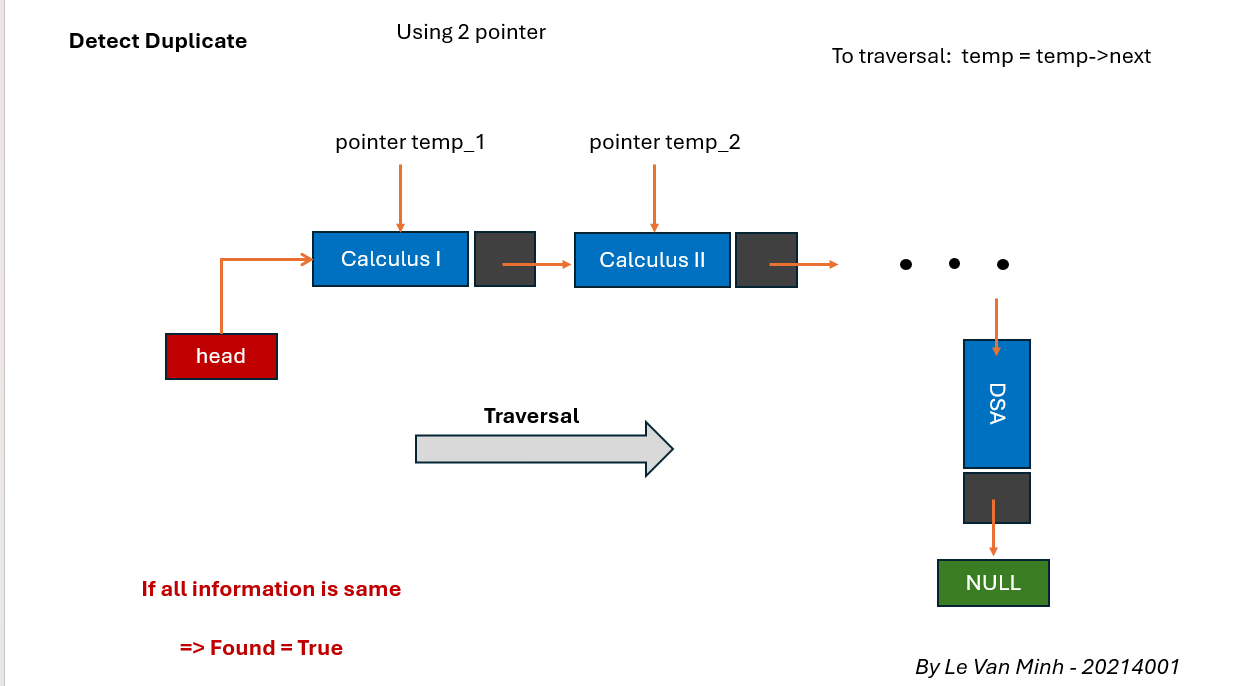 Detect Duplicate
Using 2 pointer
To traversal:  temp = temp->next
pointer temp_1
pointer temp_2
Calculus I
Calculus II
head
DSA
Traversal
NULL
If all information is same
=> Found = True
By Le Van Minh - 20214001